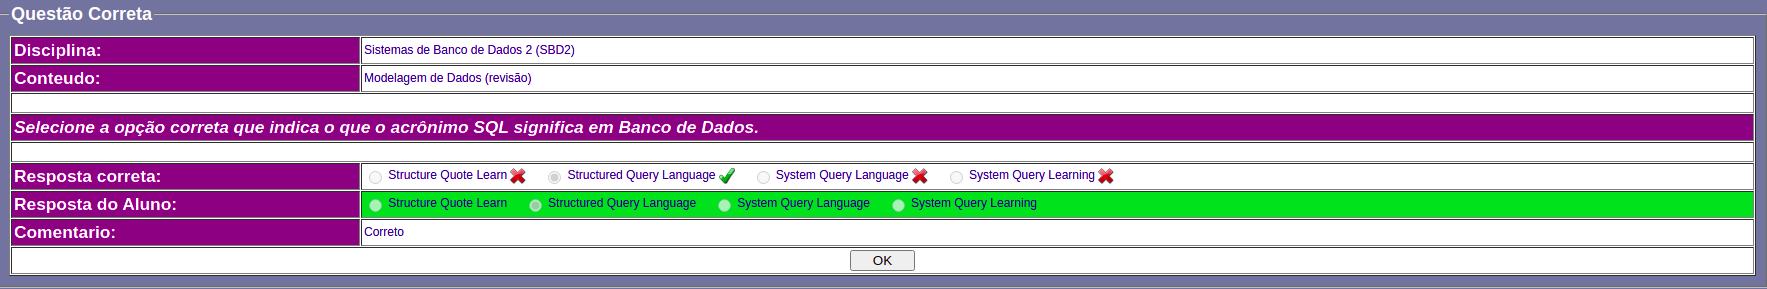 Questão Correta
Disciplina: Sistemas de Banco de Dados 2 (SBD2)
Conteudo: Modelagem de Dados (revisão)
Selecione a opção correta que indica o que o acrônimo SQL significa em Banco de Dados.
Resposta correta: Structure Quote Learn Structured Query Language System Query Language System Query Learning
Resposta do Aluno: Structure Quote Learn Structured Query Language System Query Language System Query Learning
Comentario: Correto
OK